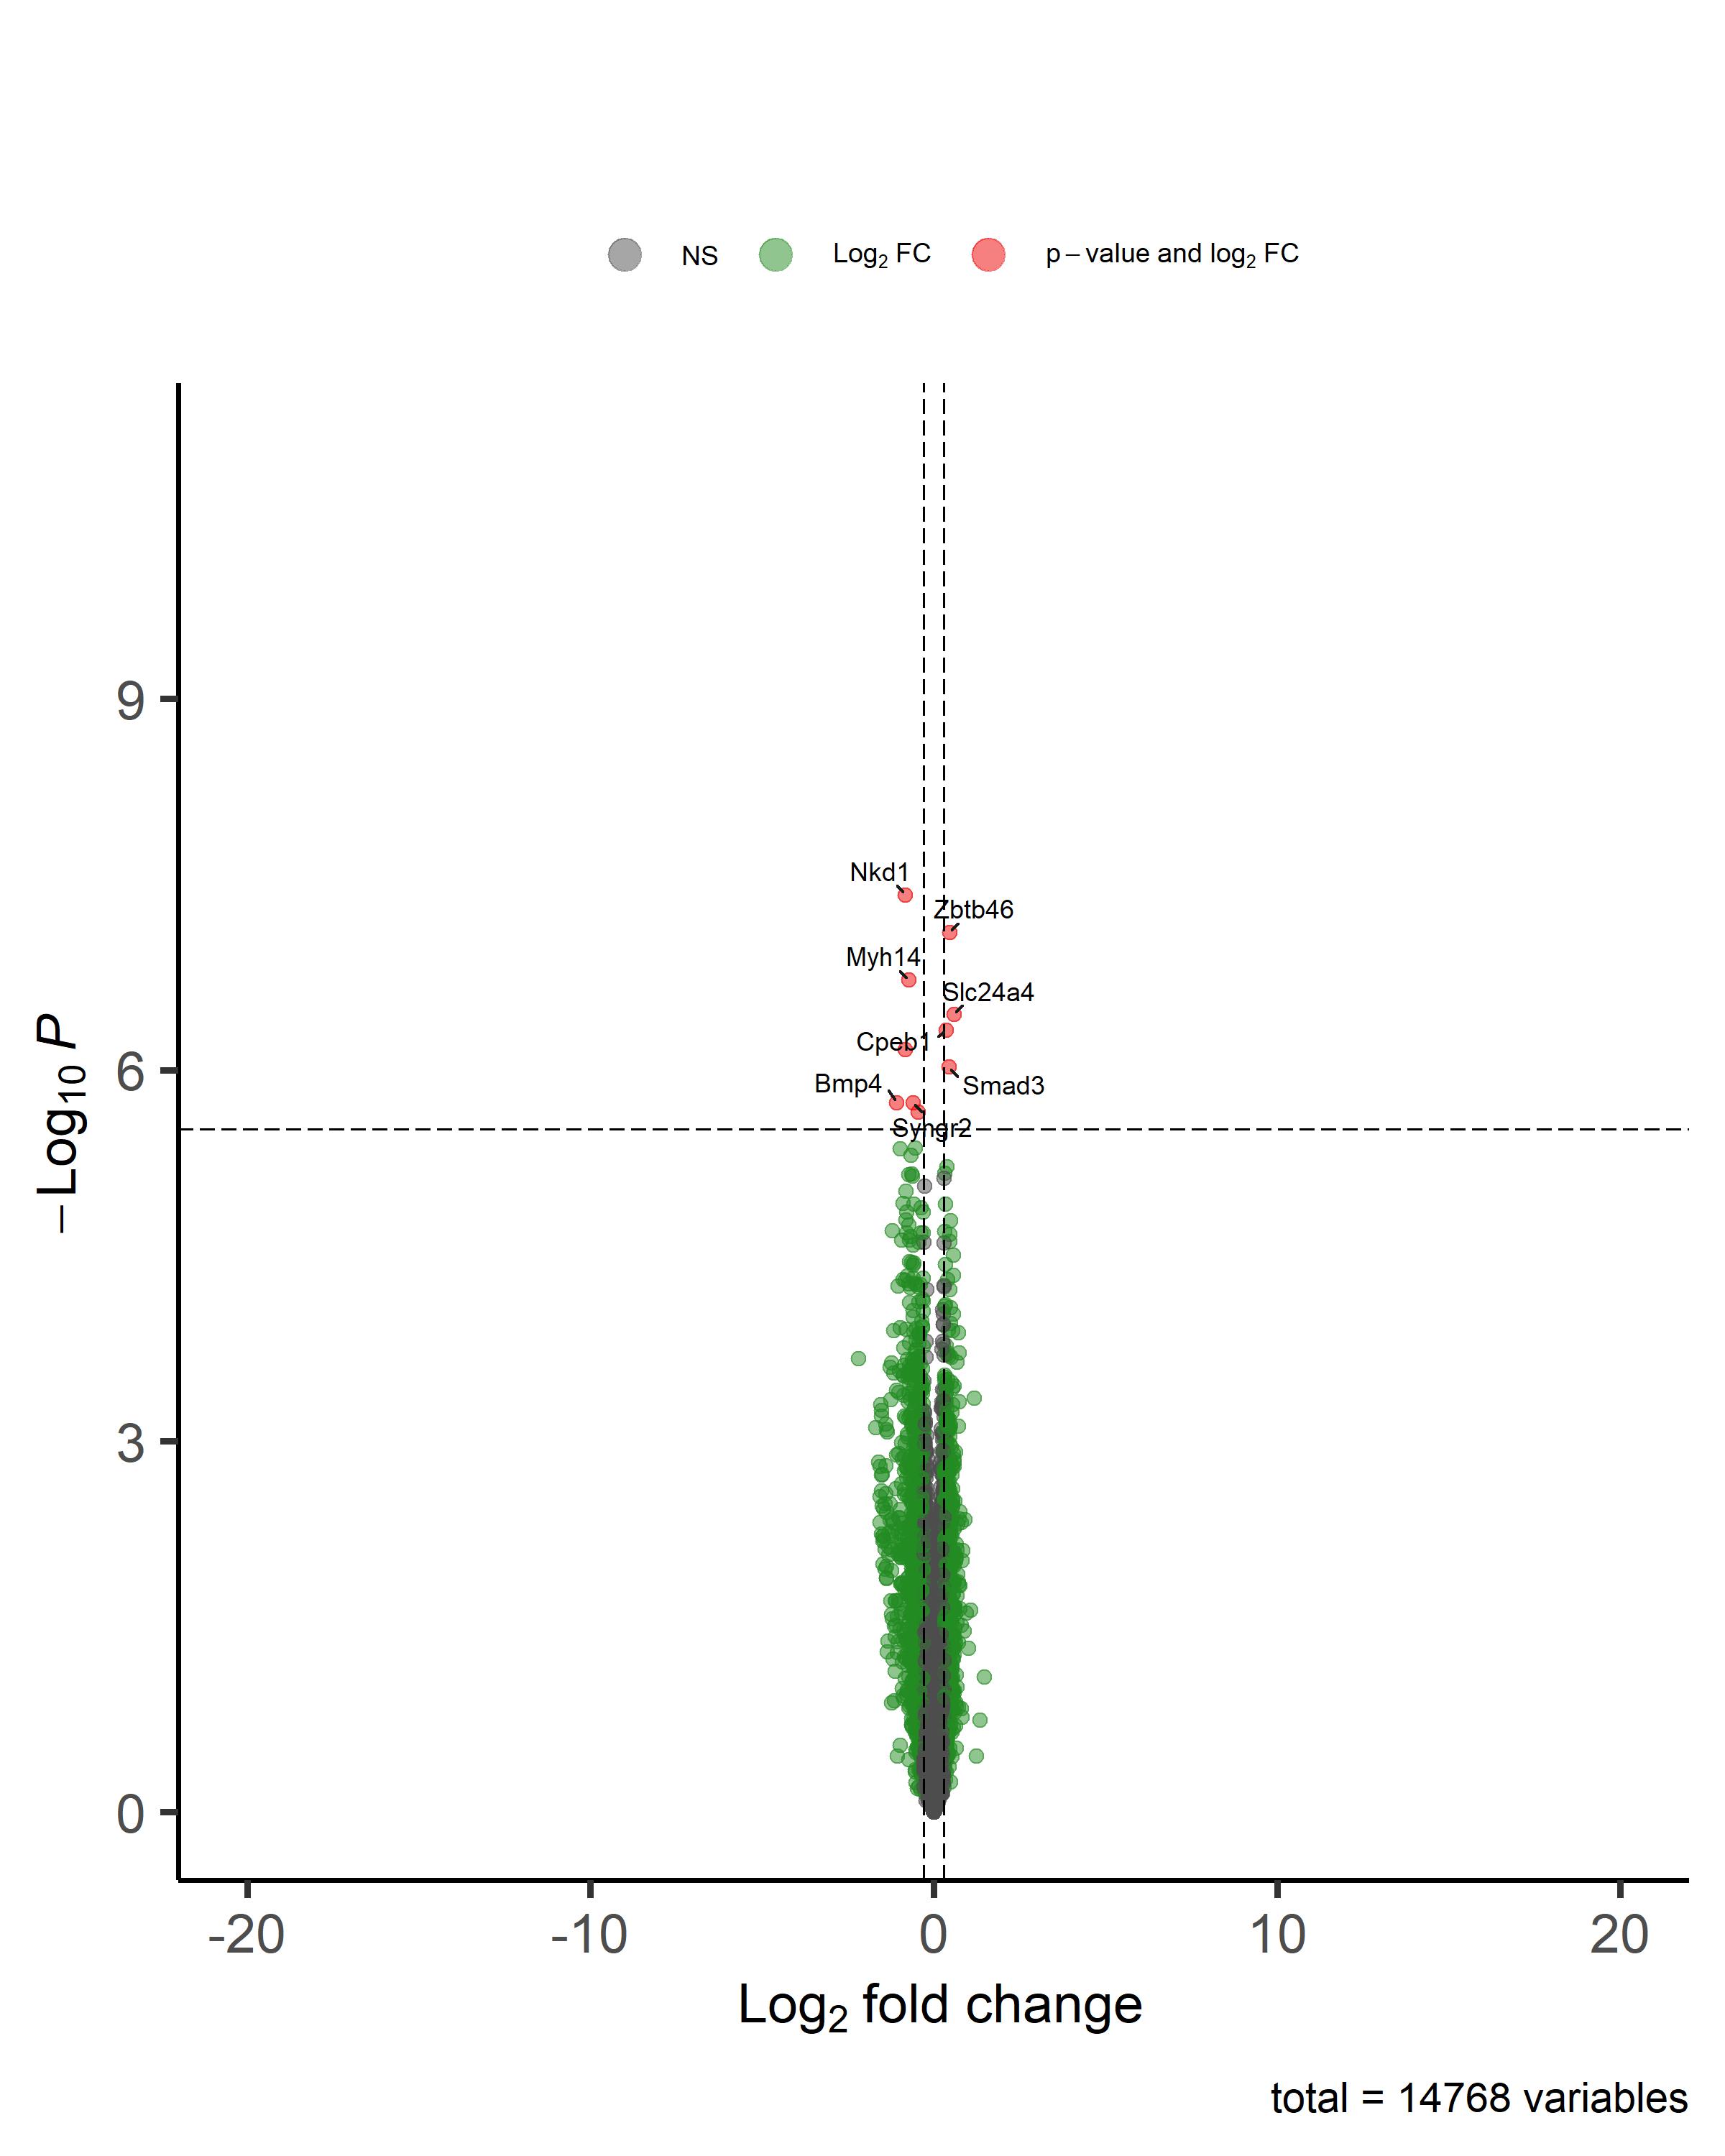 NS Log₂ FC p – value and log₂ FC
9
Nkd1
Zbtb46
Myh14
Slc24a4
Cpeb1
6
Smad3
Bmp4
Syngr2
–Log₁₀ P
3
0
-20 -10 0 10 20
Log₂ fold change
total = 14768 variables